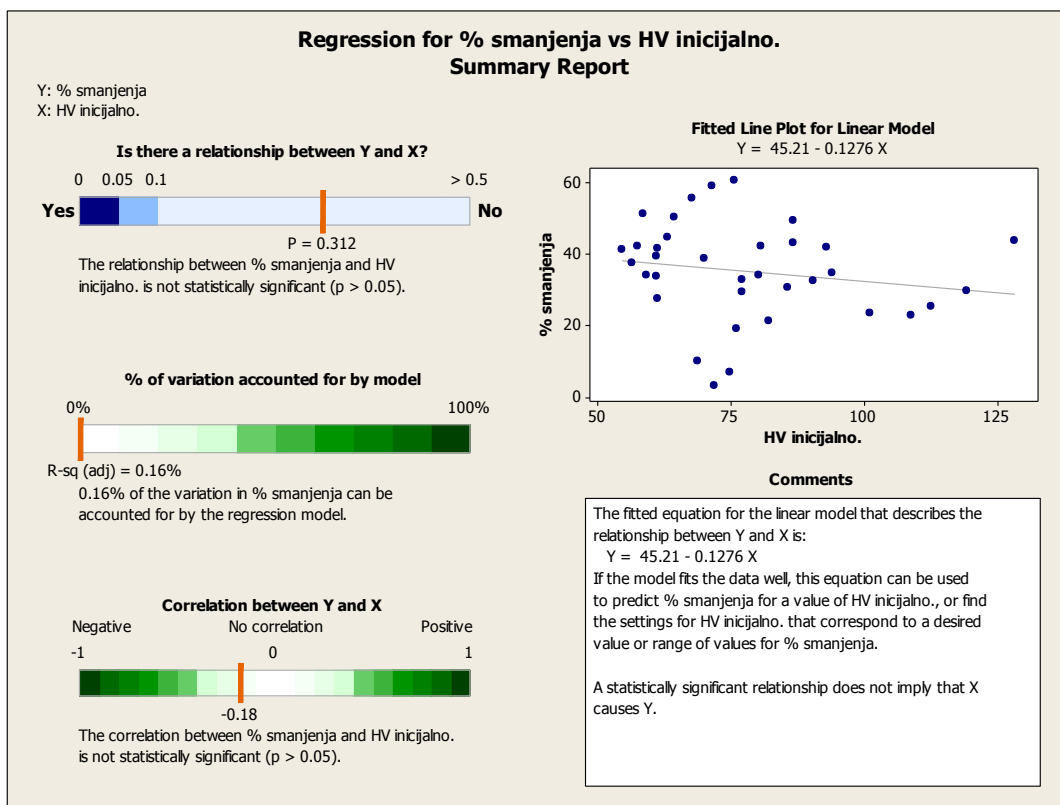 Regression for % smanjenja vs HV inicijalno.
Summary Report
Y: % smanjenja
X: HV inicijalno.
Is there a relationship between Y and X?
0 0.05 0.1 > 0.5
Yes No
P = 0.312
The relationship between % smanjenja and HV
inicijalno. is not statistically significant (p > 0.05).
% of variation accounted for by model
0% 100%
R-sq (adj) = 0.16%
0.16% of the variation in % smanjenja can be
accounted for by the regression model.
Correlation between Y and X
Negative No correlation Positive
-1 0 1
-0.18
The correlation between % smanjenja and HV inicijalno.
is not statistically significant (p > 0.05).
Fitted Line Plot for Linear Model
Y = 45.21 - 0.1276 X
60
40
20
0
% smanjenja
50 75 100 125
HV inicijalno.
Comments
The fitted equation for the linear model that describes the
relationship between Y and X is:
Y = 45.21 - 0.1276 X
If the model fits the data well, this equation can be used
to predict % smanjenja for a value of HV inicijalno., or find
the settings for HV inicijalno. that correspond to a desired
value or range of values for % smanjenja.
A statistically significant relationship does not imply that X
causes Y.